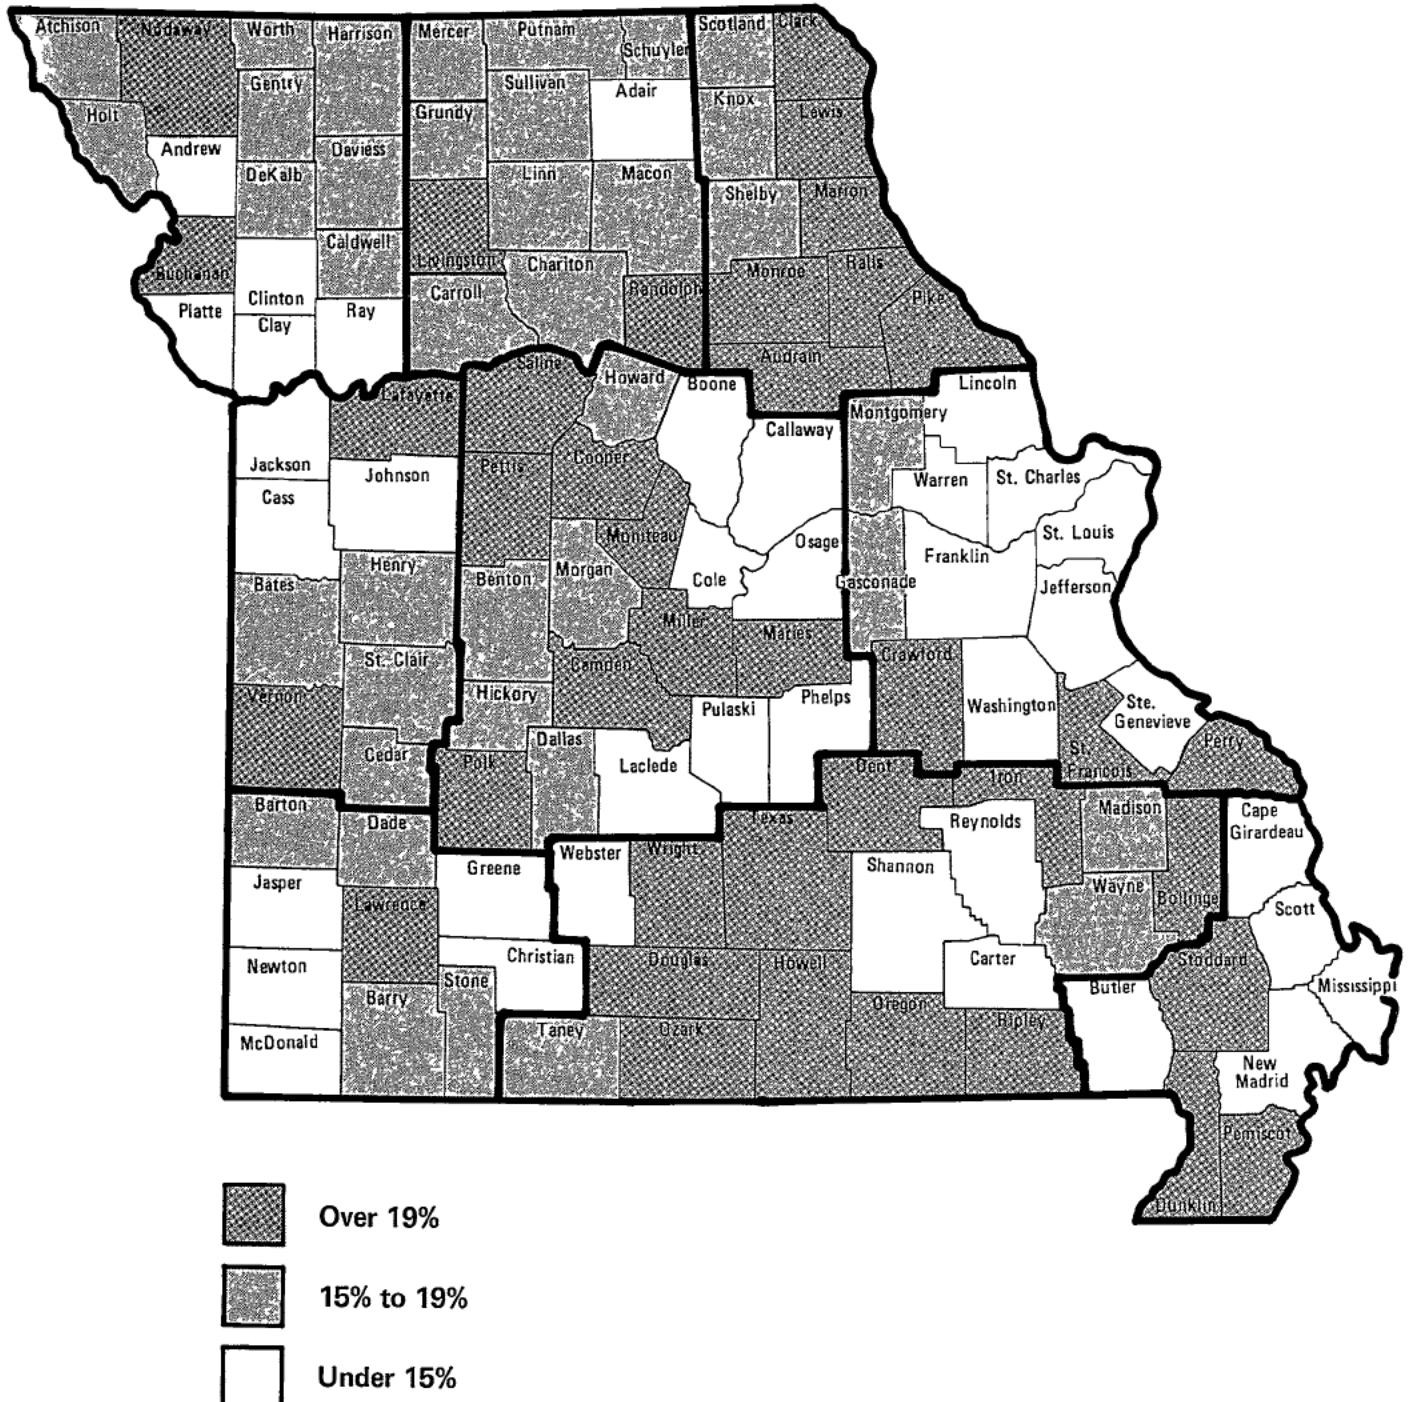 Atchison
Nodaway
Worth
Harrison
Mercer
Putnam
Schuyler
Scotland
Clark
Gentry
Sullivan
Adair
Knox
Lewis
Holt
Grundy
Andrew
DeKalb
Daviess
Linn
Macon
Shelby
Marion
Caldwell
Livingston
Chariton
Monroe
Ralls
Buchanan
Clinton
Carroll
Randolph
Pike
Platte
Clay
Ray
Audrain
Saline
Howard
Boone
Lincoln
Lafayette
Montgomery
Callaway
Jackson
Johnson
Pettis
Cooper
Warren
St. Charles
Cass
Moniteau
Osage
St. Louis
Franklin
Henry
Morgan
Benton
Cole
Gasconade
Jefferson
Bates
Miller
Maries
St. Clair
Camden
Crawford
Vernon
Hickory
Pulaski
Phelps
Washington
Ste.
Genevieve
Cedar
Dallas
Polk
Laclede
Dent
Iron
St.
Francois
Perry
Barton
Dade
Texas
Reynolds
Madison
Cape
Girardeau
Jasper
Greene
Webster
Wright
Shannon
Wayne
Bollinger
Lawrence
Scott
Newton
Christian
Douglas
Howell
Carter
Stoddard
Stone
Barry
Butler
Mississippi
McDonald
Taney
Ozark
Oregon
Ripley
New
Madrid
Pemiscot
Dunklin
Over 19%
15% to 19%
Under 15%